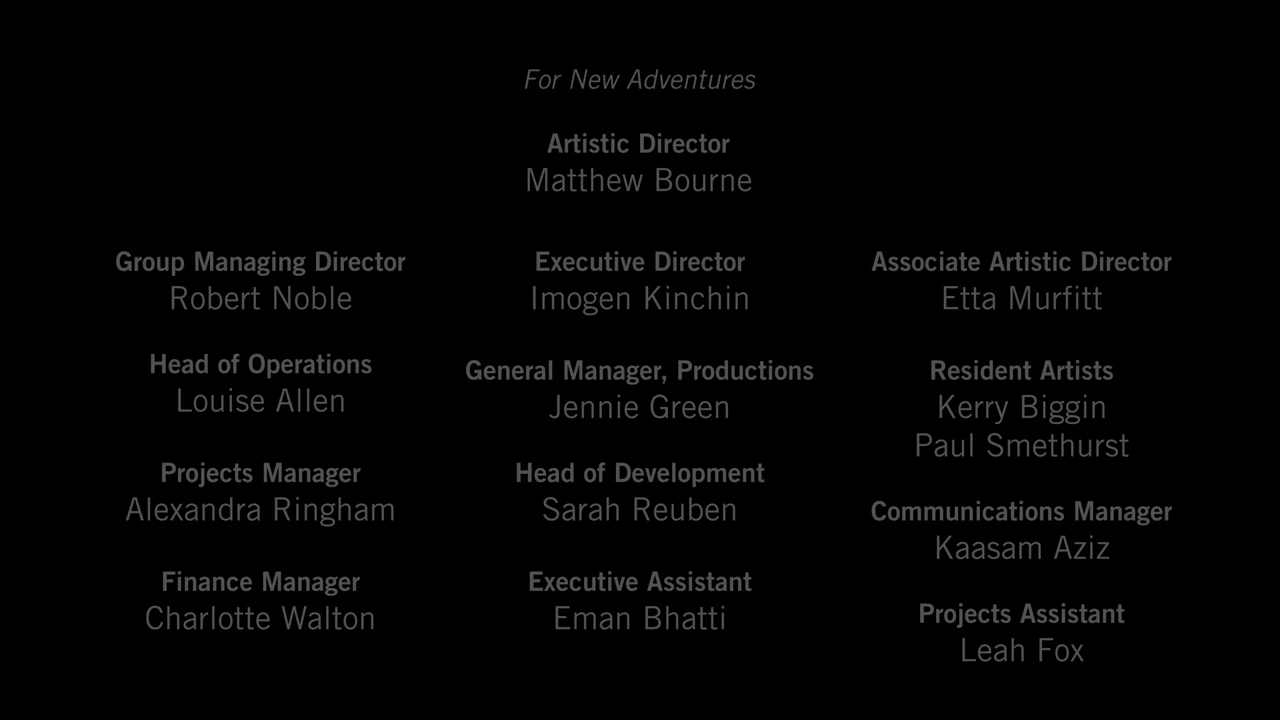 For New Adventures
Artistic Director
Matthew Bourne
Group Managing Director
Robert Noble
Head of Operations
Louise Allen
Projects Manager
Alexandra Ringham
Finance Manager
Charlotte Walton
Executive Director
Imogen Kinchin
General Manager, Productions
Jennie Green
Head of Development
Sarah Reuben
Executive Assistant
Eman Bhatti
Associate Artistic Director
Etta Murfitt
Resident Artists
Kerry Biggin
Paul Smethurst
Communications Manager
Kaasam Aziz
Projects Assistant
Leah Fox